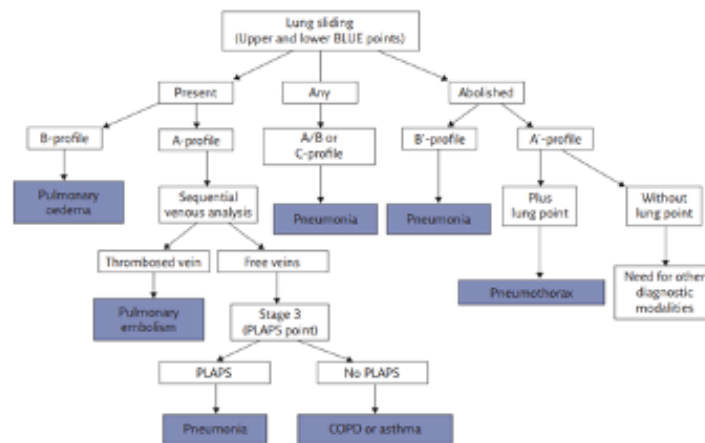 Lung sliding
(Upper and lower BLUE points)
Present
Any
Abolished
B-profile
A-profile
A/B or
C-profile
B'-profile
A'-profile
Pulmonary
oedema
Sequential
venous analysis
Pneumonia
Pneumonia
Plus
lung point
Without
lung point
Thrombosed vein
Free veins
Need for other
diagnostic
modalities
Pneumothorax
Pulmonary
embolism
Stage 3
(PLAPS point)
PLAPS
No PLAPS
Pneumonia
COPD or asthma